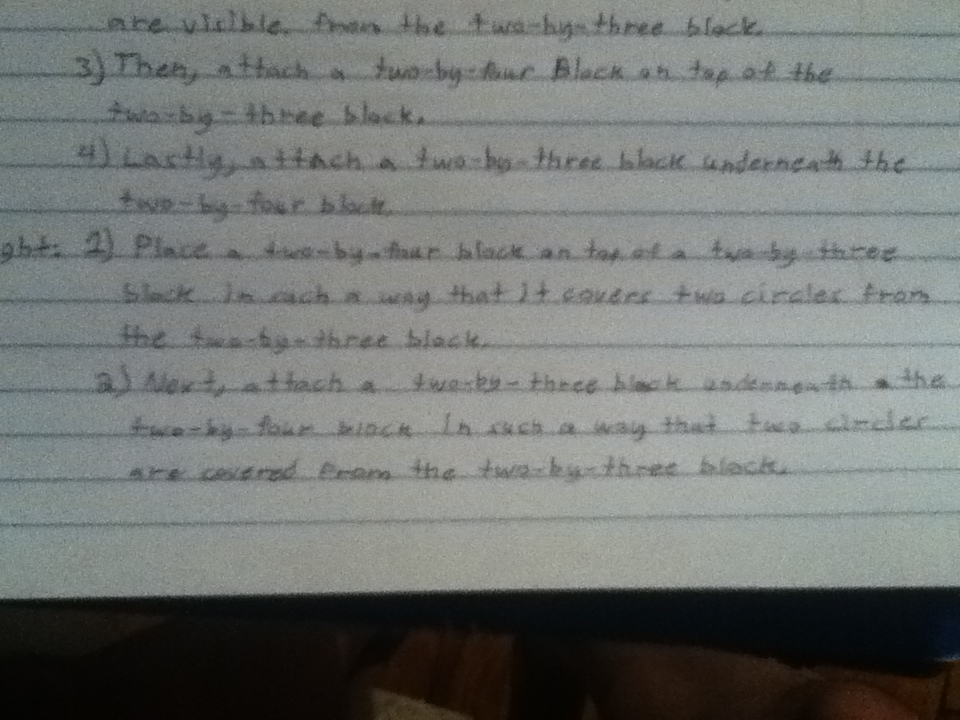 are visible. from the two-by-three block.
3) Then, attach a two-by-four Block on top of the
two-by-three block.
4) Lastly, attach a two-by-three block underneath the
two-by-four block.
ght: 1) Place a two-by-four block on top of a two by-three
block in such a way that it covers two circles from
the two-by-three block.
2) Next, attach a two-by-three block underneath the
two-by-four block in such a way that two circles
are covered from the two-by-three block.